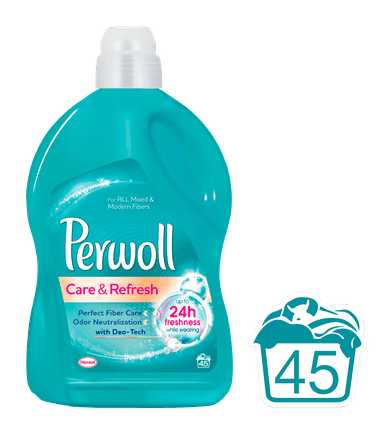 For ALL Mixed &
Modern Fibers
Perwoll
Care & Refresh
Perfect Fiber Care
Odor Neutralization
with Deo-Tech
up to
24h
freshness
while wearing
Henkel
45
45